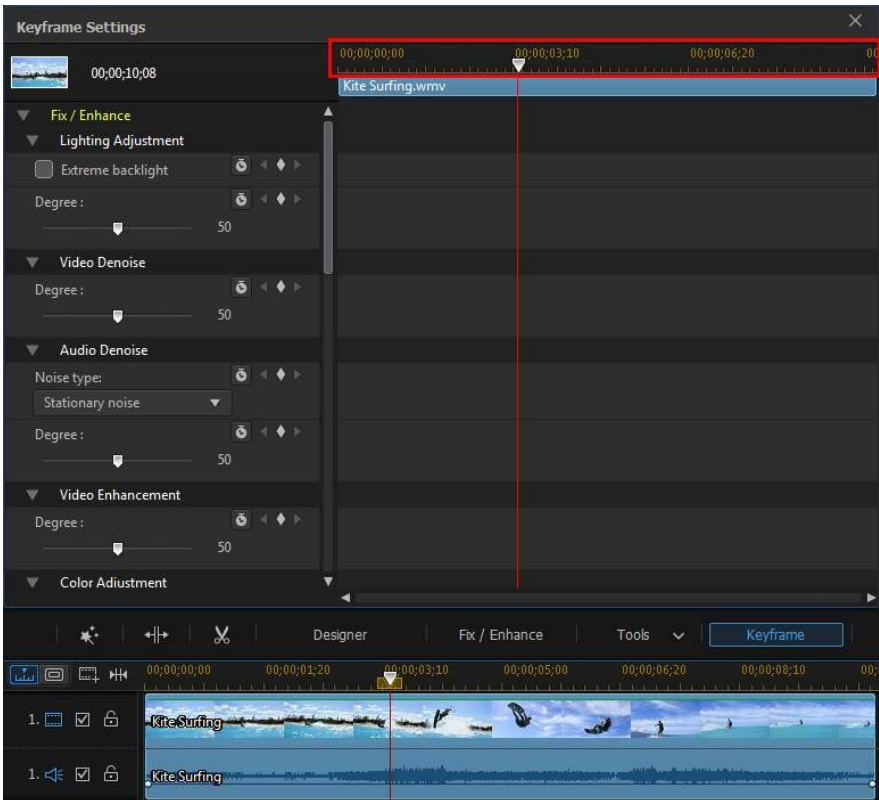 Keyframe Settings
00;00;00;00 00;00;03;10 00;00;06;20 00
00;00;10;08
Kite Surfing.wmv
Fix / Enhance
Lighting Adjustment
Extreme backlight
Degree :
50
Video Denoise
Degree :
50
Audio Denoise
Noise type:
Stationary noise
Degree :
50
Video Enhancement
Degree :
50
Color Adjustment
Designer Fix / Enhance Tools Keyframe
00;00;00;00 00;00;01;20 00;00;03;10 00;00;05;00 00;00;06;20 00;00;08;10 00;
1. Kite Surfing
1. Kite Surfing